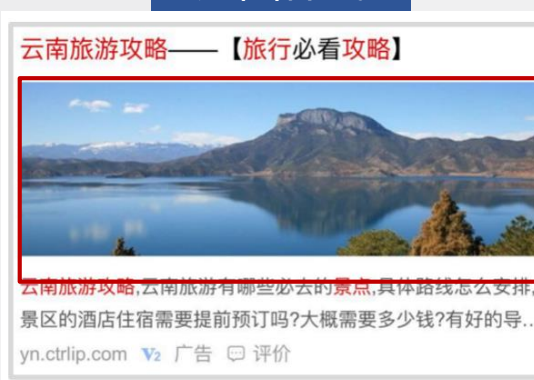 云南旅游攻略——【旅行必看攻略】
云南旅游攻略,云南旅游有哪些必去的景点,具体路线怎么安排,
景区的酒店住宿需要提前预订吗?大概需要多少钱?有好的导...
yn.ctrlip.com V2 广告 评价